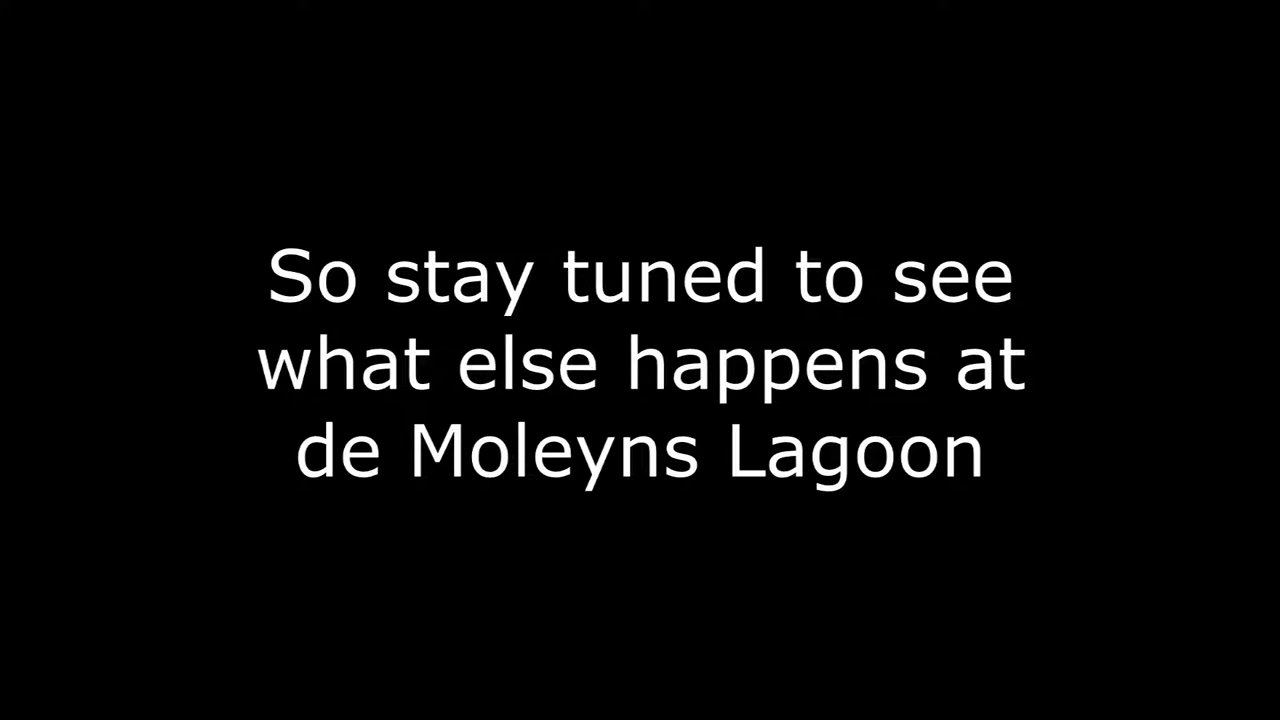 So stay tuned to see
what else happens at
de Moleyns Lagoon